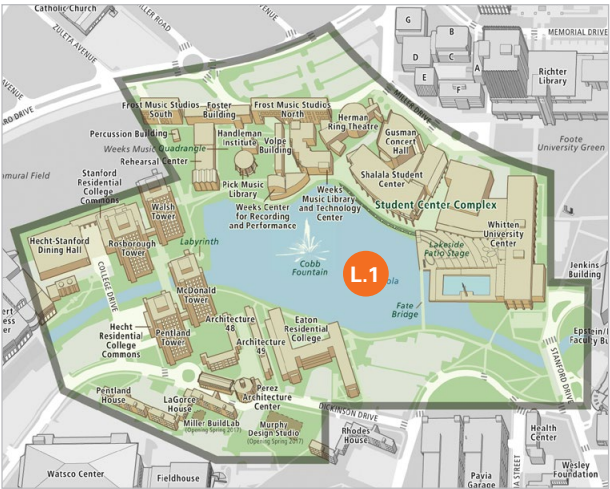 Catholic Church
MILLER ROAD
ZULETA AVENUE
AVENUE
MEMORIAL DRIVE
G
B
D
C
A
E
F
Richter
Library
MILLER DRIVE
Frost Music Studios
South
Foster
Building
Frost Music Studios
North
Herman
Ring Theatre
Gusman
Concert
Hall
Foote
University Green
Percussion Building
Weeks Music Quadrangle
Rehearsal Center
Handleman
Institute
Volpe
Building
Shalala Student
Center
Stanford
Residential
College
Commons
Pick Music
Library
Weeks
Music Library
and Technology
Center
Weeks Center
for Recording
and Performance
Student Center Complex
Walsh
Tower
Whitten
University
Center
Hecht-Stanford
Dining Hall
Rosborough
Tower
Labyrinth
Lakeside
Patio Stage
Cobb
Fountain
L.1
Jenkins
Building
COLLEGE DRIVE
McDonald
Tower
Fate
Bridge
Hecht
Residential
College
Commons
Pentland
Tower
Architecture
48
Architecture
49
Eaton
Residential
College
STANFORD DRIVE
Pentland
House
LaGorce
House
Perez
Architecture
Center
DICKINSON DRIVE
Miller BuildLab
(Opening Spring 2017)
Murphy
Design Studio
(Opening Spring 2017)
Rhodes
House
Health
Center
Watsco Center
Fieldhouse
Pavia
Garage
Wesley
Foundation